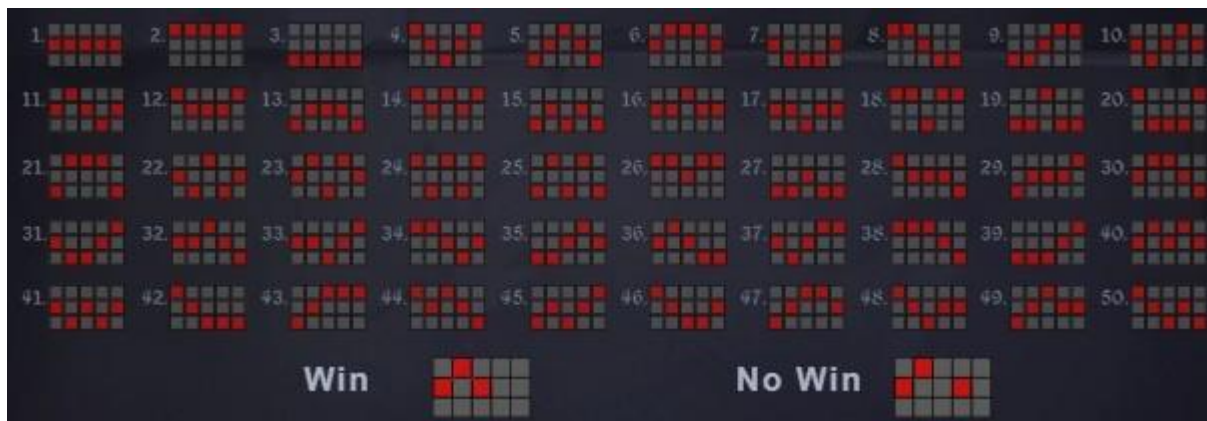 1. 2. 3. 4. 5. 6. 7. 8. 9. 10.
11. 12. 13. 14. 15. 16. 17. 18. 19. 20.
21. 22. 23. 24. 25. 26. 27. 28. 29. 30.
31. 32. 33. 34. 35. 36. 37. 38. 39. 40.
41. 42. 43. 44. 45. 46. 47. 48. 49. 50.
Win No Win